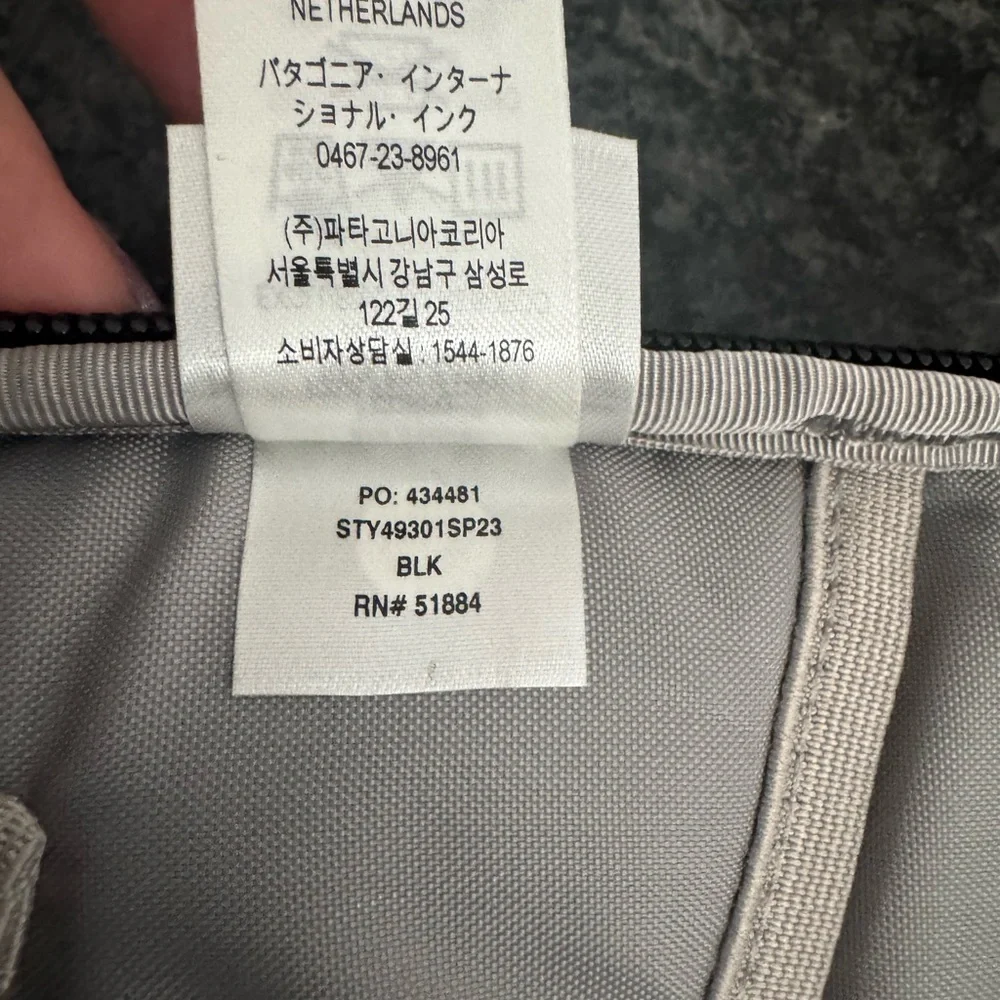 NETHERLANDS
パタゴニア・インターナ
ショナル・インク
0467-23-8961
(주)파타고니아코리아
서울특별시 강남구 삼성로
122길 25
소비자상담실 : 1544-1876
PO: 434481
STY49301SP23
BLK
RN# 51884